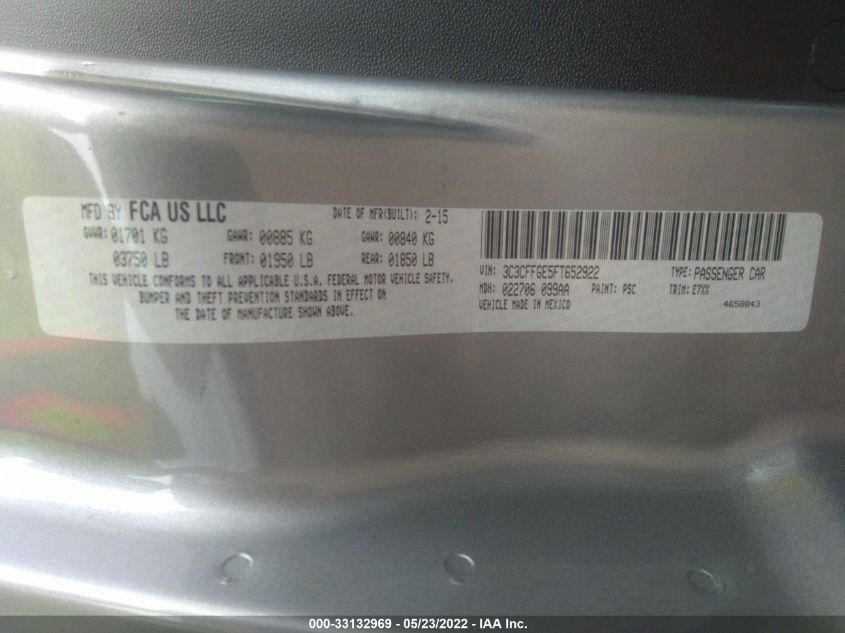 MFD BY FCA US LLC DATE OF MFR(BUILT): 2-15
GVWR: 01701 KG GAWR: 00885 KG GAWR: 00840 KG
03750 LB FRONT: 01950 LB REAR: 01850 LB
THIS VEHICLE CONFORMS TO ALL APPLICABLE U.S.A. FEDERAL MOTOR VEHICLE SAFETY,
BUMPER AND THEFT PREVENTION STANDARDS IN EFFECT ON
THE DATE OF MANUFACTURE SHOWN ABOVE.
VIN: 3C3CFFGE5FT652922 TYPE: PASSENGER CAR
MDH: 022706 099AA PAINT: PSC TRIM: E7XX
VEHICLE MADE IN MEXICO 4658843
000-33132969 - 05/23/2022 - IAA Inc.